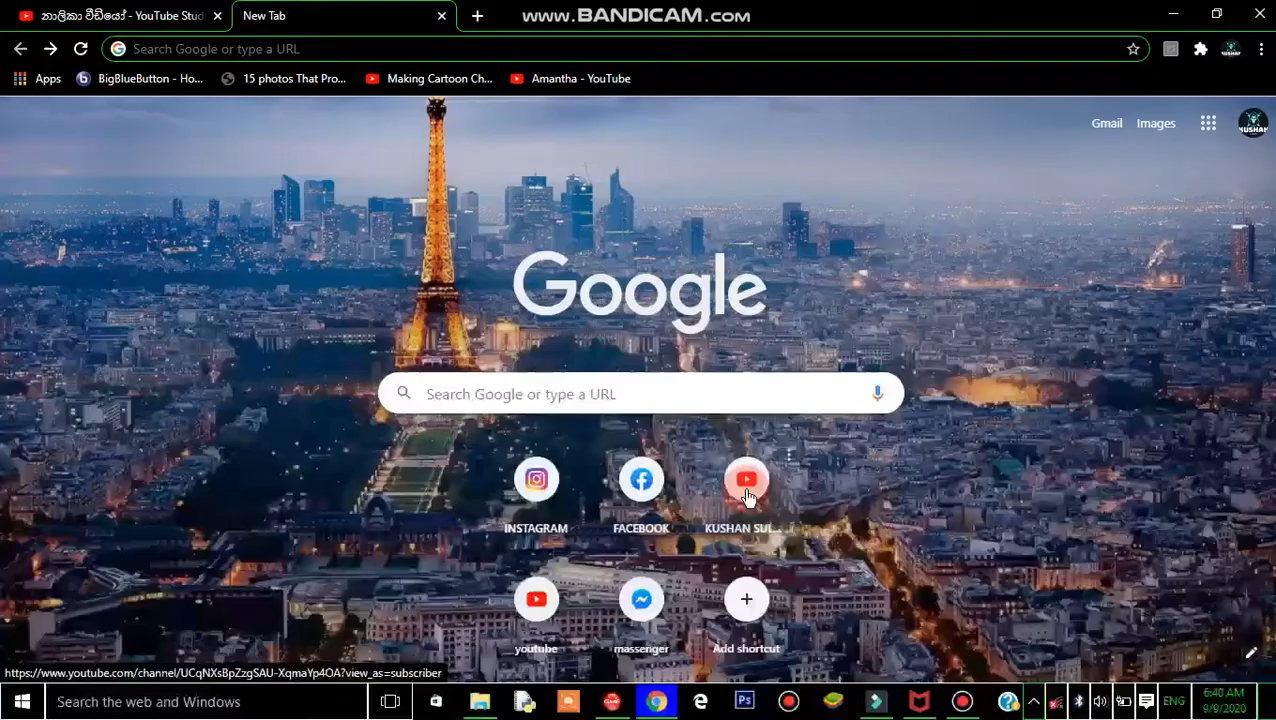 නාලිකා වීඩියෝ - YouTube Stud
New Tab
www.BANDICAM.com
Search Google or type a URL
Apps
BigBlueButton - Ho...
15 photos That Pro...
Making Cartoon Ch...
Amantha - YouTube
Gmail
Images
Google
Search Google or type a URL
INSTAGRAM
FACEBOOK
KUSHAN SUI...
youtube
massenger
Add shortcut
https://www.youtube.com/channel/UCqNXsBpZzgSAU-XqmaYp4OA?view_as=subscriber
Search the web and Windows
Ps
ENG
6:40 AM
9/9/2020